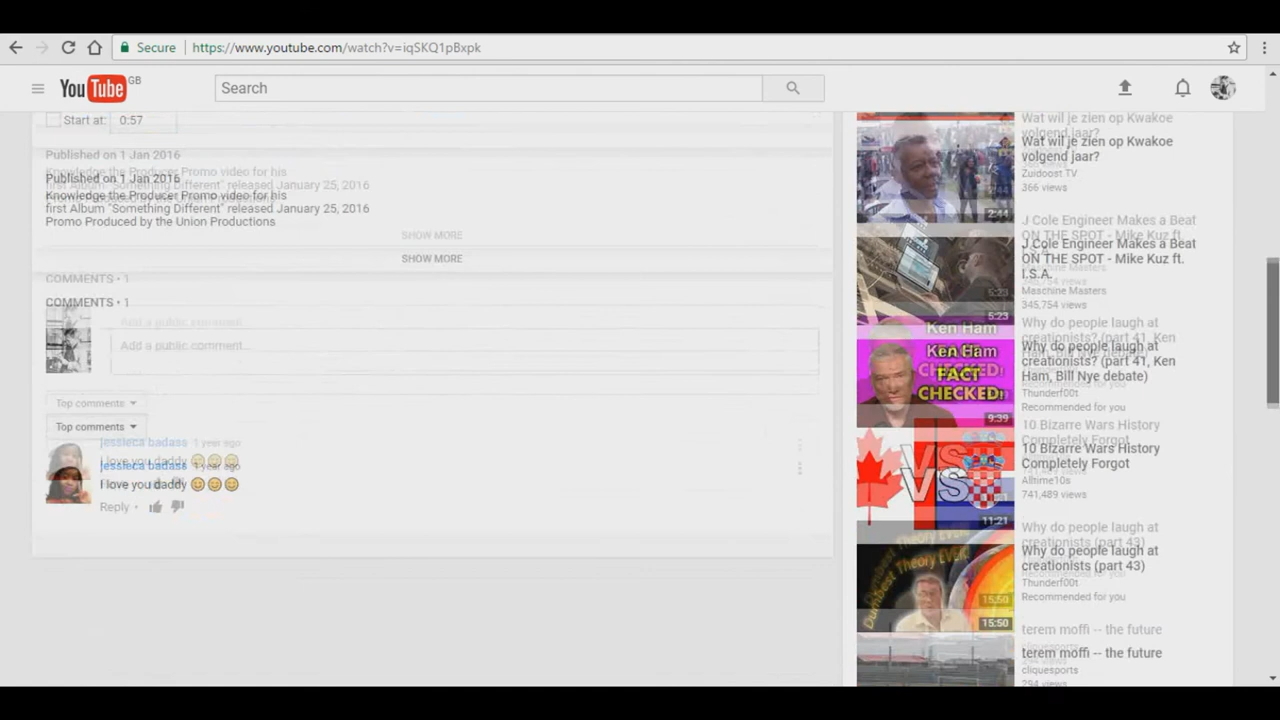 Secure
https://www.youtube.com/watch?v=iqSKQ1pBxpk
YouTube GB
Search
Start at: 0:57
Published on 1 Jan 2016
Knowledge the Producer Promo video for his
first Album "Something Different" released January 25, 2016
Promo Produced by the Union Productions
SHOW MORE
COMMENTS • 1
Add a public comment...
Top comments
jessieca badass 1 year ago
I love you daddy
Reply •
Wat wil je zien op Kwakoe
volgend jaar?
Zuidoost TV
366 views
2:44
J Cole Engineer Makes a Beat
ON THE SPOT - Mike Kuz ft.
I.S.A.
Maschine Masters
345,754 views
5:23
Ken Ham
FACT
CHECKED!
9:39
Why do people laugh at
creationists? (part 41, Ken
Ham, Bill Nye debate)
Thunderf00t
Recommended for you
VS
11:21
10 Bizarre Wars History
Completely Forgot
Alltime10s
741,489 views
Dumbest Theory EVER!
15:50
Why do people laugh at
creationists (part 43)
Thunderf00t
Recommended for you
terem moffi -- the future
cliquesports
294 views